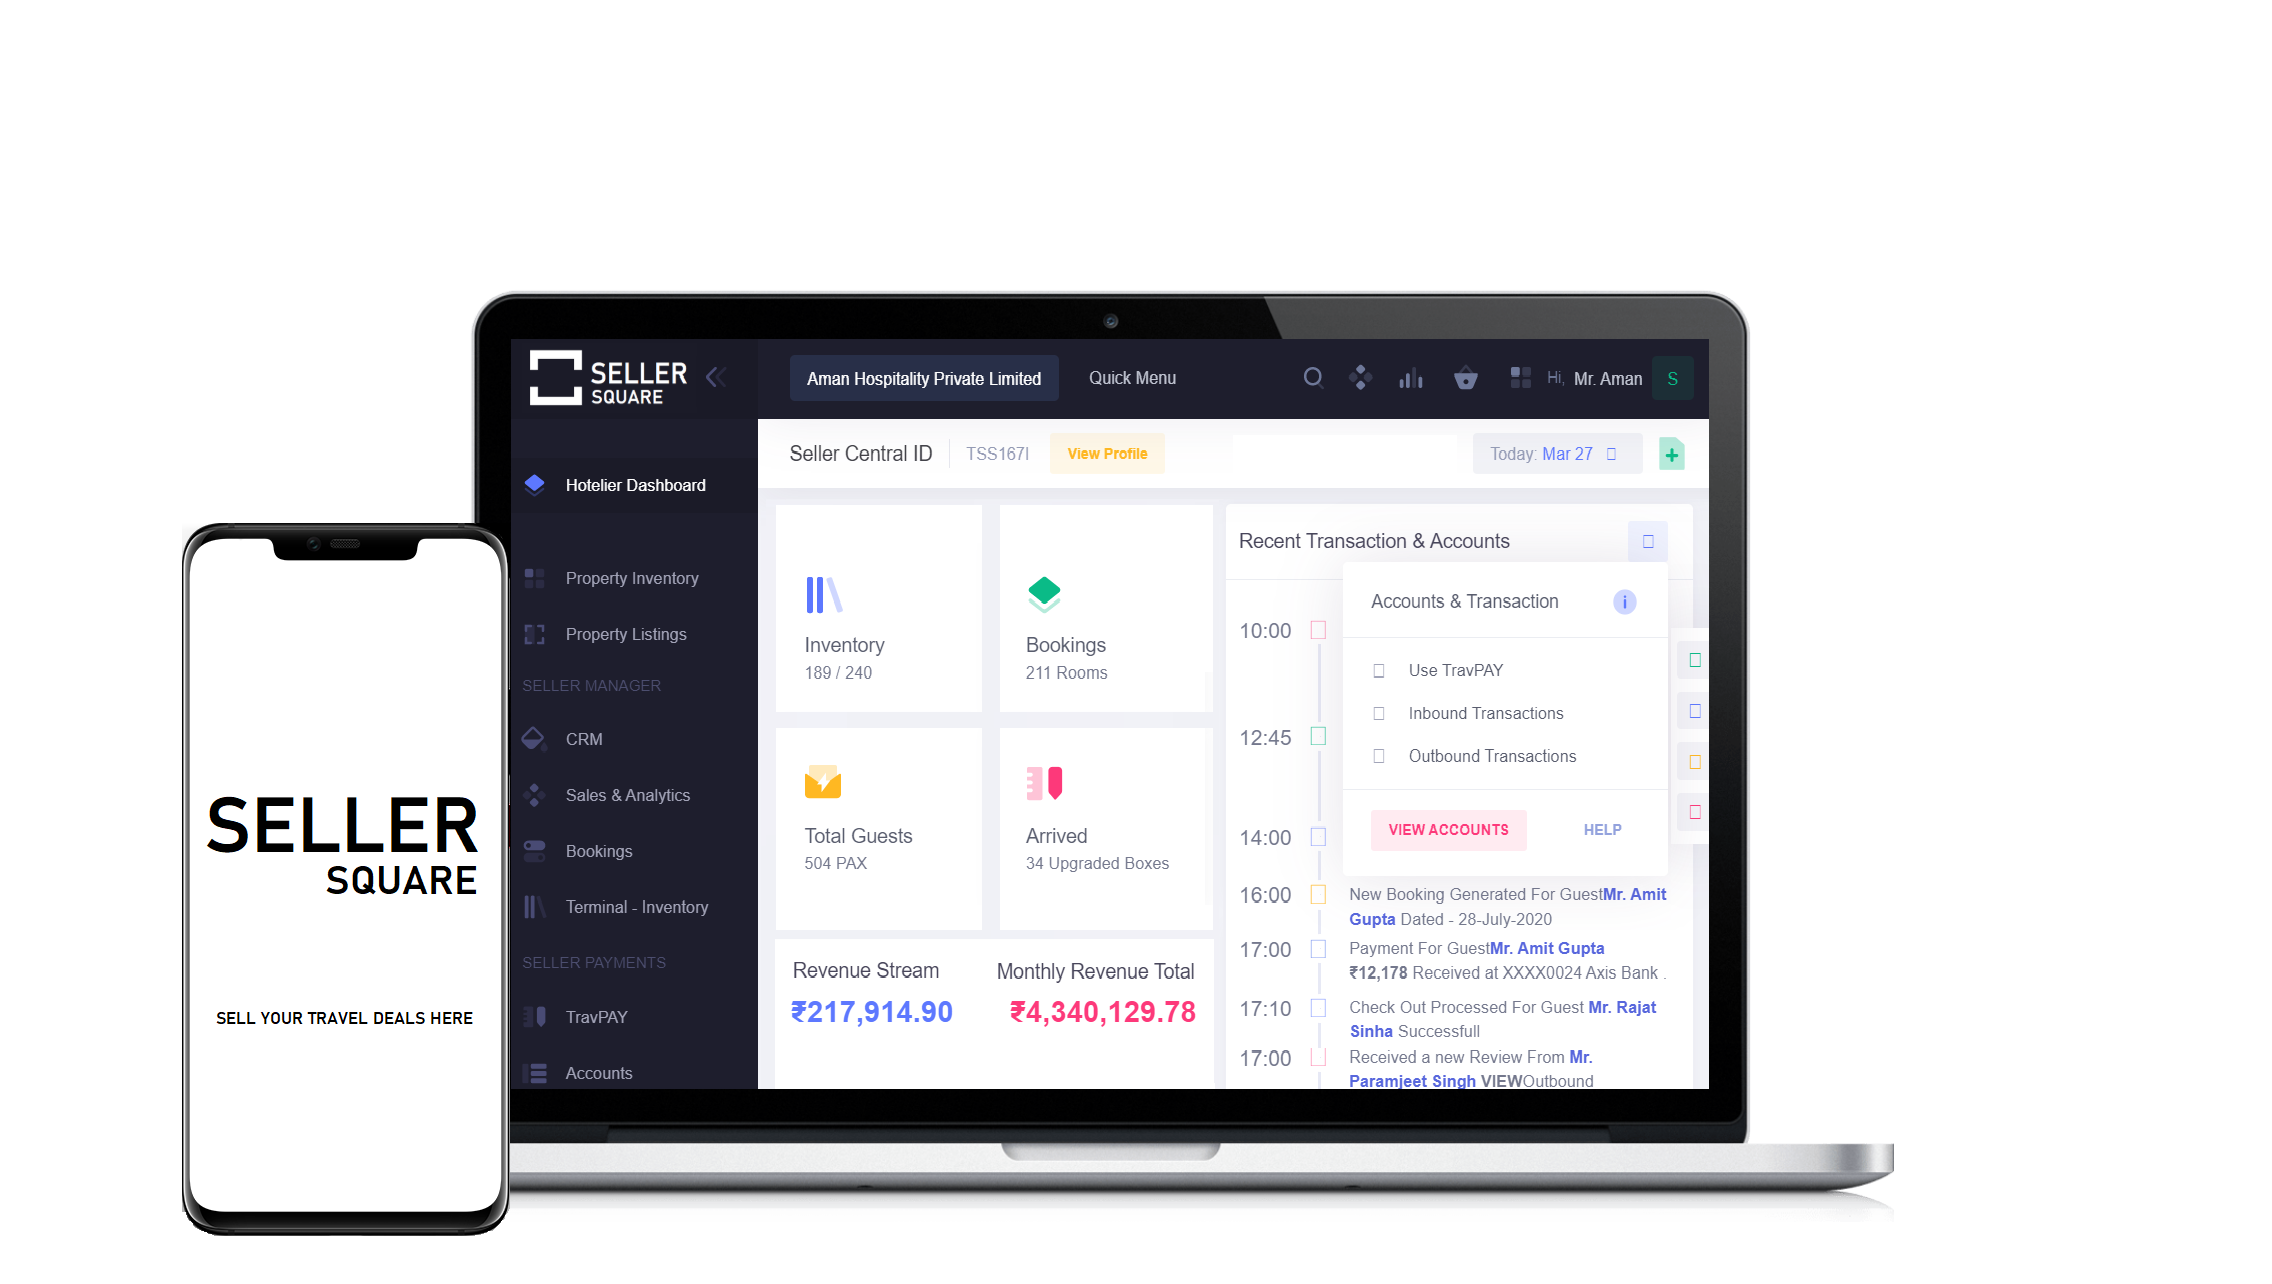 SELLER
SQUARE
SELL YOUR TRAVEL DEALS HERE
SELLER
SQUARE
Aman Hospitality Private Limited
Quick Menu
Hi, Mr. Aman
S
Seller Central ID
TSS167I
View Profile
Today: Mar 27
Hotelier Dashboard
Property Inventory
Property Listings
SELLER MANAGER
CRM
Sales & Analytics
Bookings
Terminal - Inventory
SELLER PAYMENTS
TravPAY
Accounts
Inventory
189 / 240
Bookings
211 Rooms
Total Guests
504 PAX
Arrived
34 Upgraded Boxes
Revenue Stream
₹217,914.90
Monthly Revenue Total
₹4,340,129.78
Recent Transaction & Accounts
Accounts & Transaction
i
Use TravPAY
Inbound Transactions
Outbound Transactions
VIEW ACCOUNTS
HELP
10:00
12:45
14:00
16:00
New Booking Generated For GuestMr. Amit
Gupta Dated - 28-July-2020
17:00
Payment For GuestMr. Amit Gupta
₹12,178 Received at XXXX0024 Axis Bank .
17:10
Check Out Processed For Guest Mr. Rajat
Sinha Successfull
17:00
Received a new Review From Mr.
Paramjeet Singh VIEWOutbound